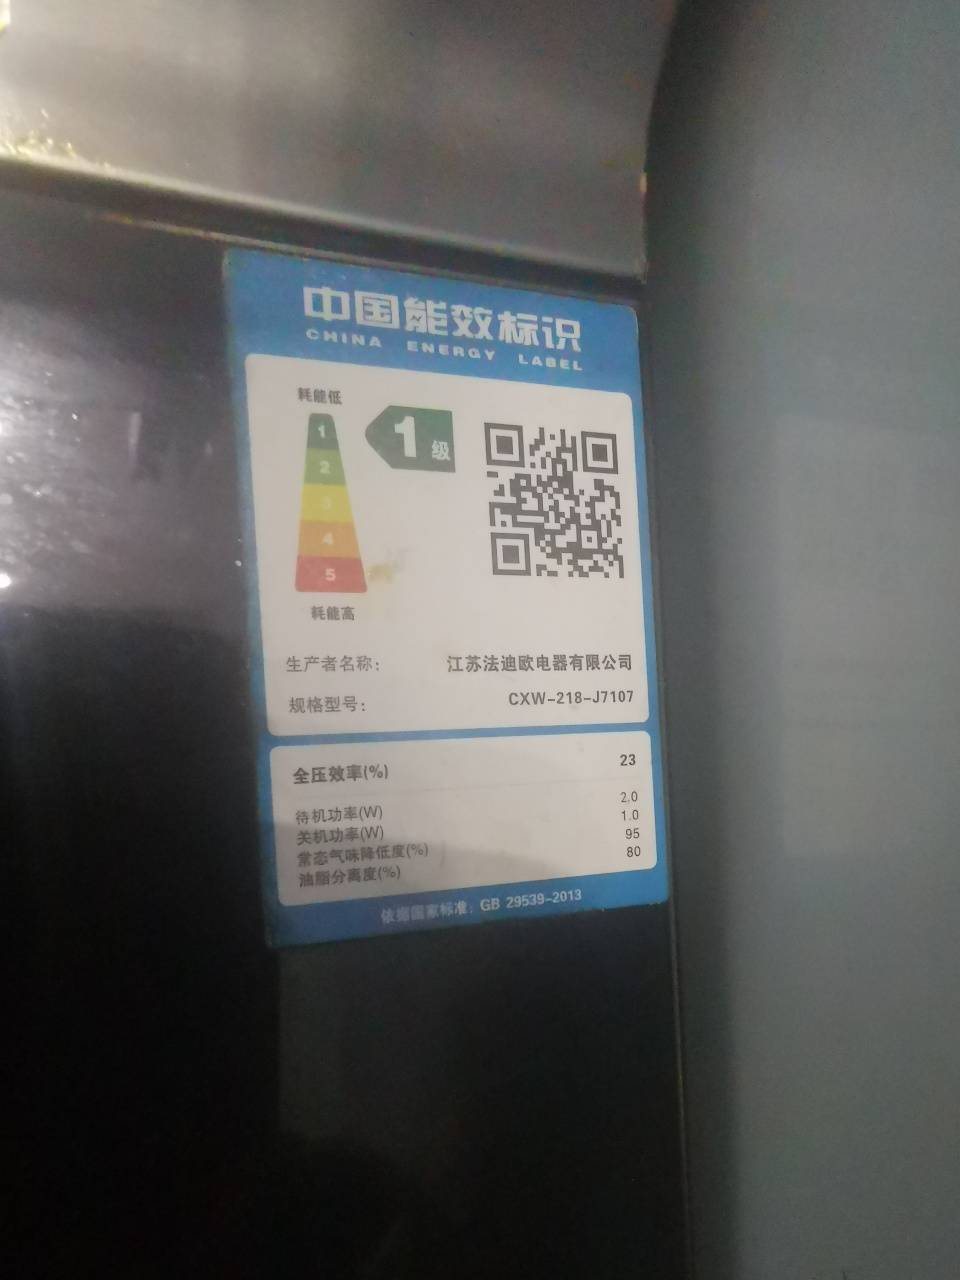 中国能效标识
CHINA ENERGY LABEL
耗能低
1
2
3
4
5
耗能高
1级
生产者名称: 江苏法迪欧电器有限公司
规格型号: CXW-218-J7107
全压效率(%) 23
待机功率(W) 2.0
关机功率(W) 1.0
常态气味降低度(%) 95
油脂分离度(%) 80
依据国家标准: GB 29539-2013